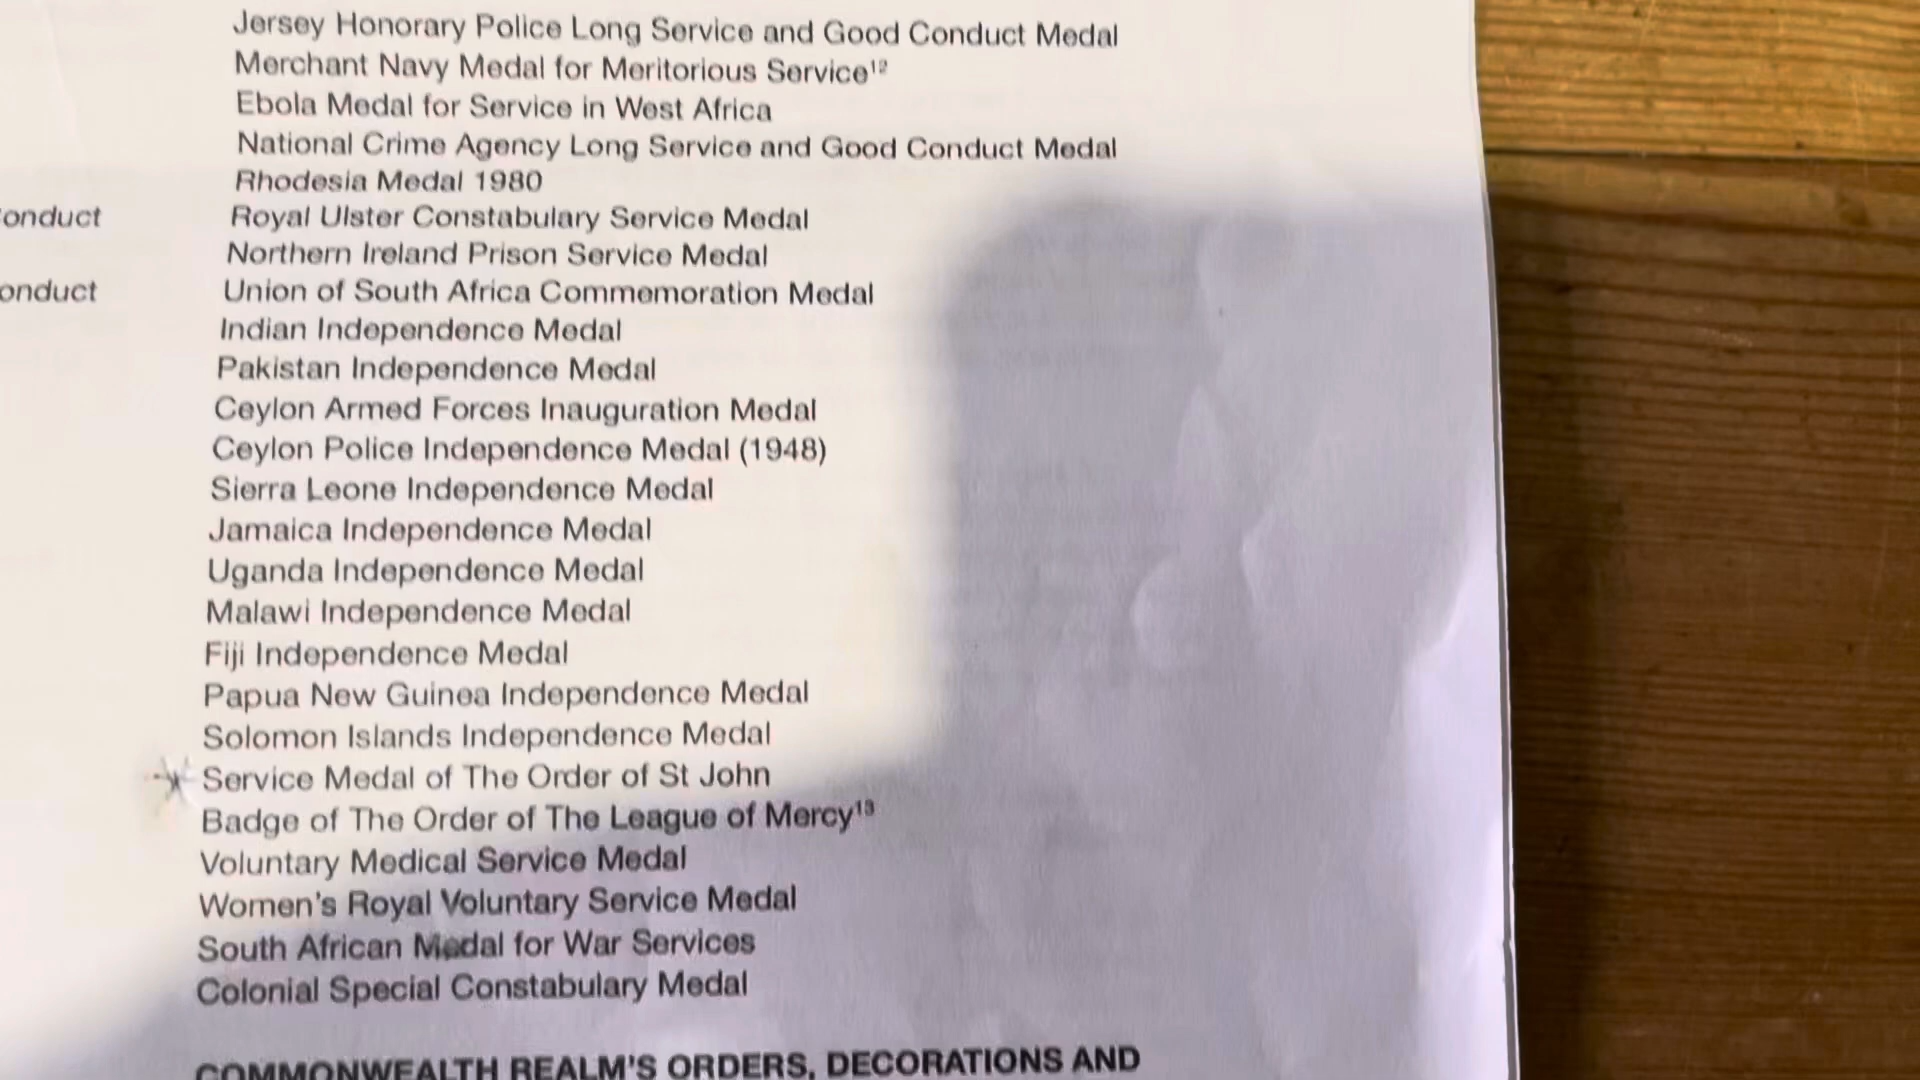 Jersey Honorary Police Long Service and Good Conduct Medal
Merchant Navy Medal for Meritorious Service¹²
Ebola Medal for Service in West Africa
National Crime Agency Long Service and Good Conduct Medal
Rhodesia Medal 1980
onduct Royal Ulster Constabulary Service Medal
Northern Ireland Prison Service Medal
onduct Union of South Africa Commemoration Medal
Indian Independence Medal
Pakistan Independence Medal
Ceylon Armed Forces Inauguration Medal
Ceylon Police Independence Medal (1948)
Sierra Leone Independence Medal
Jamaica Independence Medal
Uganda Independence Medal
Malawi Independence Medal
Fiji Independence Medal
Papua New Guinea Independence Medal
Solomon Islands Independence Medal
Service Medal of The Order of St John
Badge of The Order of The League of Mercy¹³
Voluntary Medical Service Medal
Women's Royal Voluntary Service Medal
South African Medal for War Services
Colonial Special Constabulary Medal
COMMONWEALTH REALM'S ORDERS, DECORATIONS AND